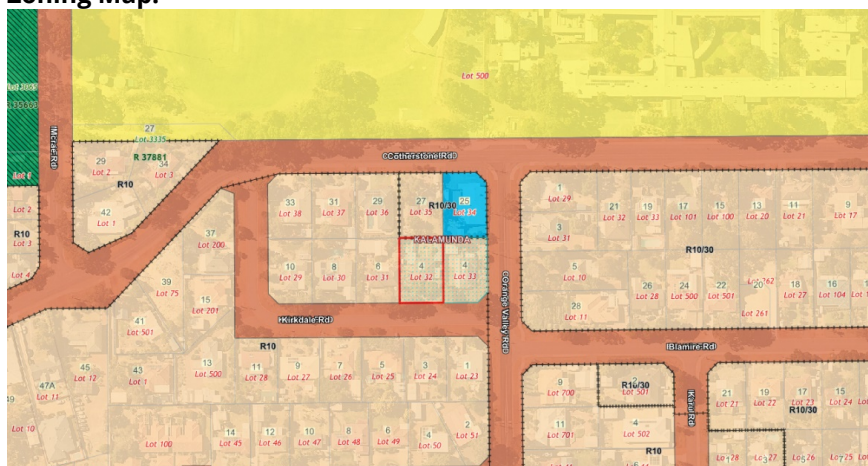 Zoning Map:
Lot 500
27
Lot 3335
R 37881
29
Lot 2
34
Lot 3
R10
42
Lot 1
McRae Rd
Cotherstone Rd
Lot 1
Lot 2
R10
Lot 3
Lot 4
33
Lot 38
31
Lot 37
29
Lot 36
27
Lot 35
R10/30
25
Lot 34
KALAMUNDA
10
Lot 29
8
Lot 30
6
Lot 31
4
Lot 32
4
Lot 33
37
Lot 200
39
Lot 75
15
Lot 201
41
Lot 501
Kirkdale Rd
Orange Valley Rd
1
Lot 29
21
Lot 32
19
Lot 33
17
Lot 101
15
Lot 100
13
Lot 20
11
Lot 21
9
Lot 17
3
Lot 31
R10/30
5
Lot 10
26
Lot 28
24
Lot 500
22
Lot 501
20
Lot 261
18
Lot 27
16
Lot 104
28
Lot 11
Blamire Rd
R10
45
Lot 12
43
Lot 1
13
Lot 500
11
Lot 28
9
Lot 27
7
Lot 26
5
Lot 25
3
Lot 24
1
Lot 23
47A
Lot 11
49
Lot 10
Lot 100
14
Lot 45
12
Lot 46
10
Lot 47
8
Lot 48
6
Lot 49
4
Lot 50
2
Lot 51
9
Lot 700
R10/30
Lot 501
11
Lot 701
4
Lot 502
R10
21
Lot 21
19
Lot 22
17
Lot 23
15
Lot 24
R10/30